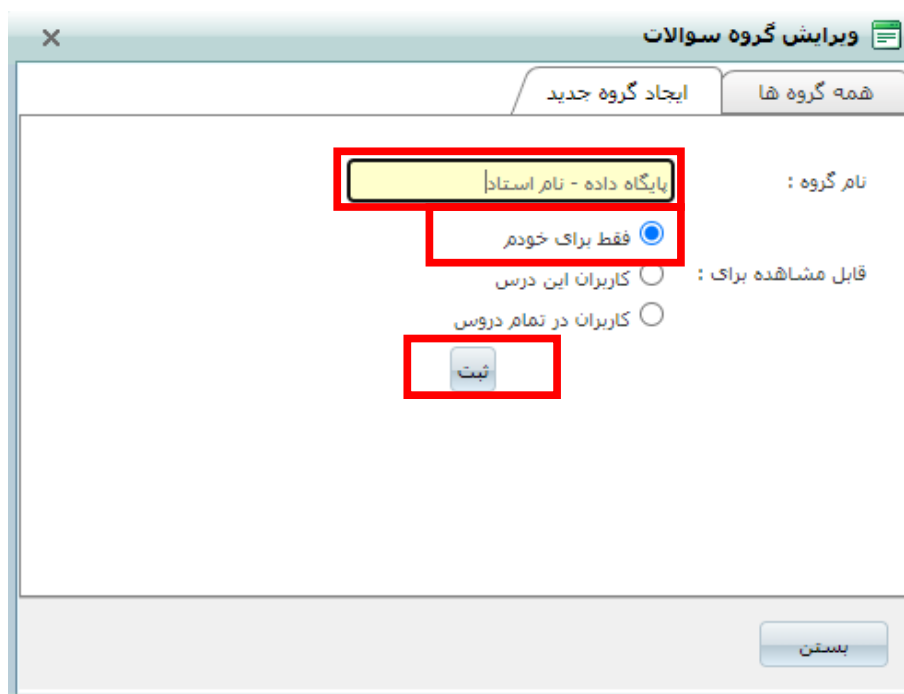 ویرایش گروه سوالات
همه گروه ها
ایجاد گروه جدید
نام گروه :
پایگاه داده - نام استاد
قابل مشاهده برای :
فقط برای خودم
کاربران این درس
کاربران در تمام دروس
ثبت
بستن